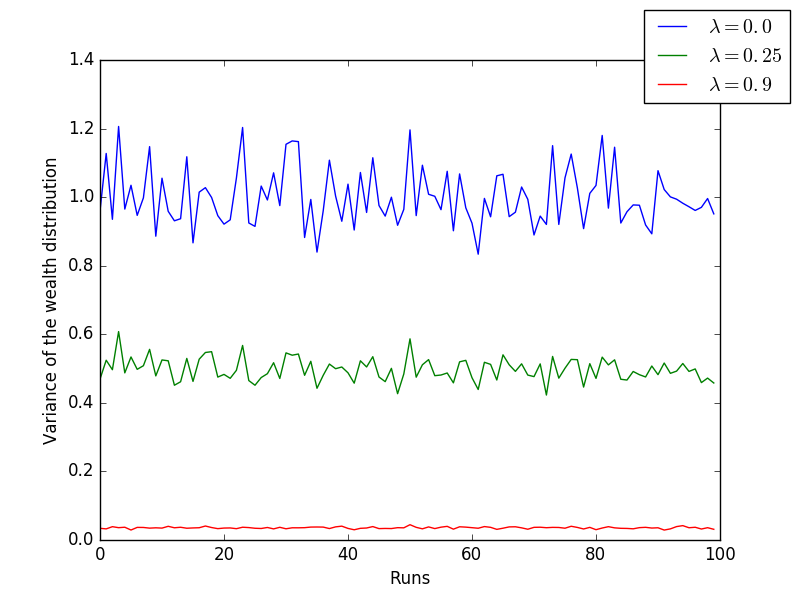 λ = 0.0
λ = 0.25
λ = 0.9
1.4
1.2
1.0
0.8
0.6
0.4
0.2
0.0
Variance of the wealth distribution
0 20 40 60 80 100
Runs